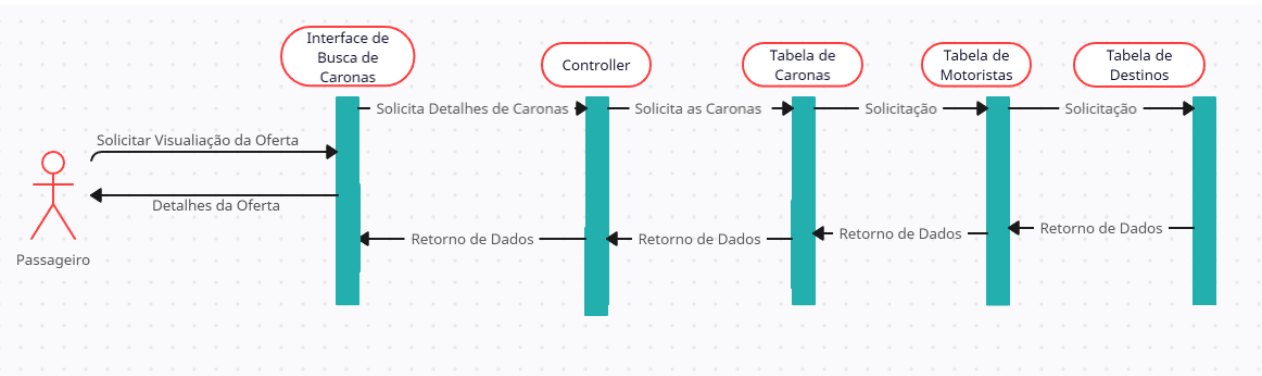 Interface de
Busca de
Caronas
Controller
Tabela de
Caronas
Tabela de
Motoristas
Tabela de
Destinos
Solicita Detalhes de Caronas
Solicita as Caronas
Solicitação
Solicitação
Solicitar Visualiação da Oferta
Detalhes da Oferta
Retorno de Dados
Retorno de Dados
Retorno de Dados
Retorno de Dados
Passageiro